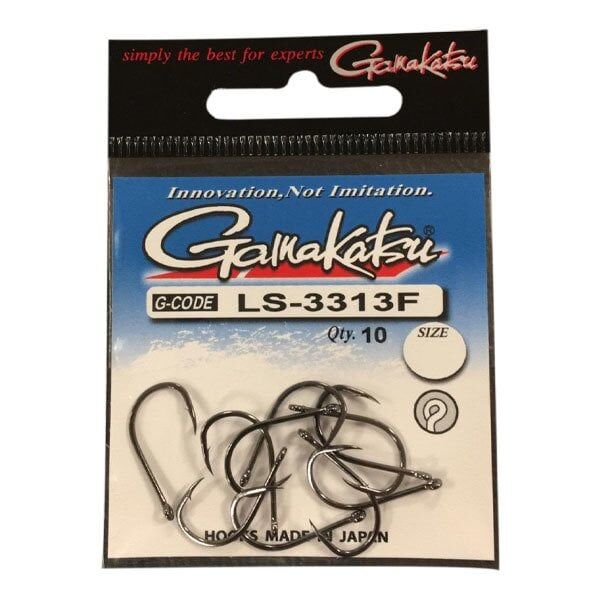 simply the best for experts Gamakatsu
Innovation, Not Imitation.
Gamakatsu®
G-CODE LS-3313F
Qty. 10 SIZE
HOOKS MADE IN JAPAN